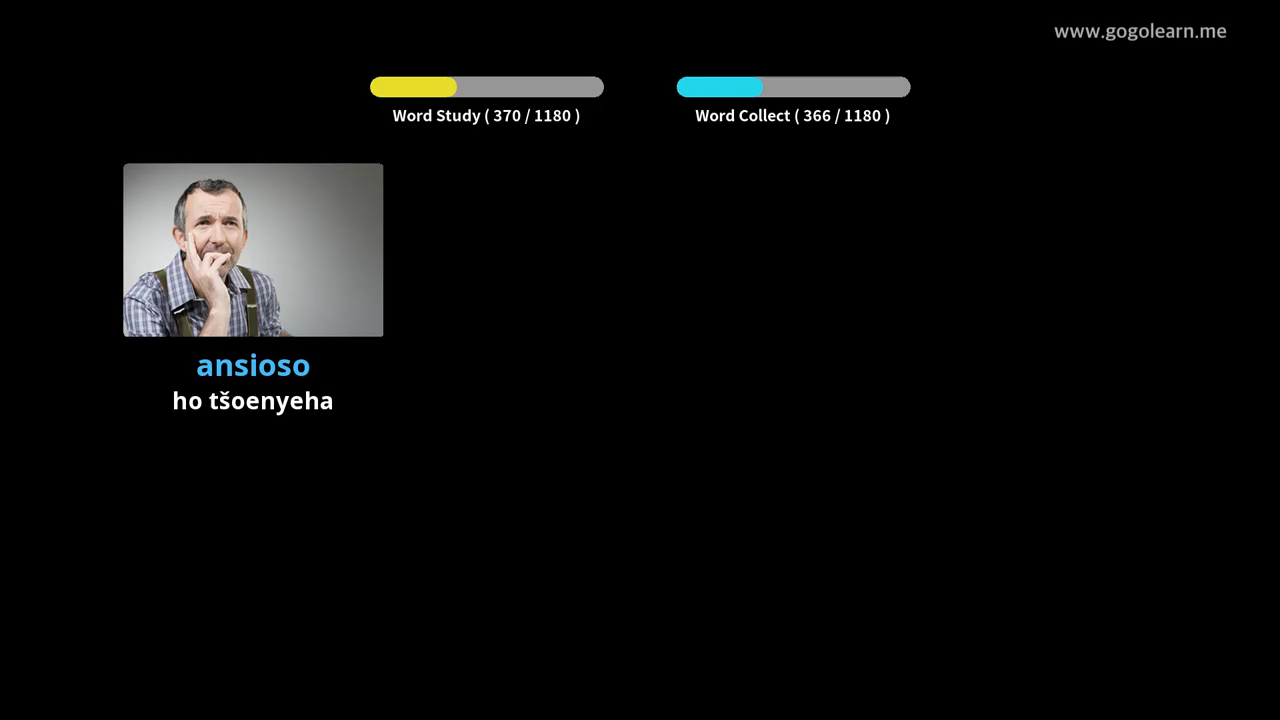 www.gogolearn.me
Word Study ( 370 / 1180 )
Word Collect ( 366 / 1180 )
ansioso
ho tšoenyeha